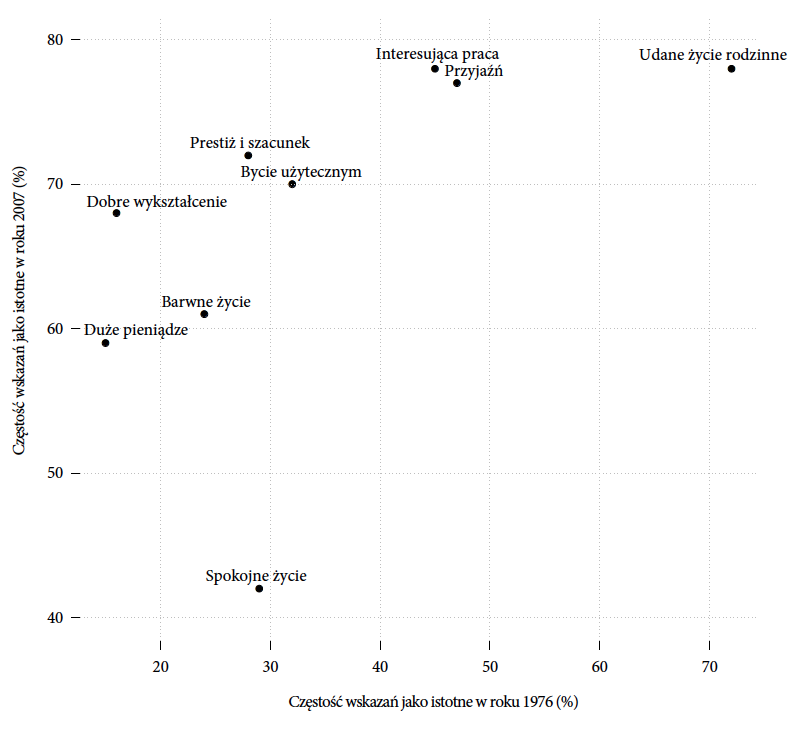 80
Interesująca praca
Udane życie rodzinne
Przyjaźń
Prestiż i szacunek
Bycie użytecznym
70
Dobre wykształcenie
Barwne życie
60
Duże pieniądze
50
Spokojne życie
40
20 30 40 50 60 70
Częstość wskazań jako istotne w roku 1976 (%)
Częstość wskazań jako istotne w roku 2007 (%)